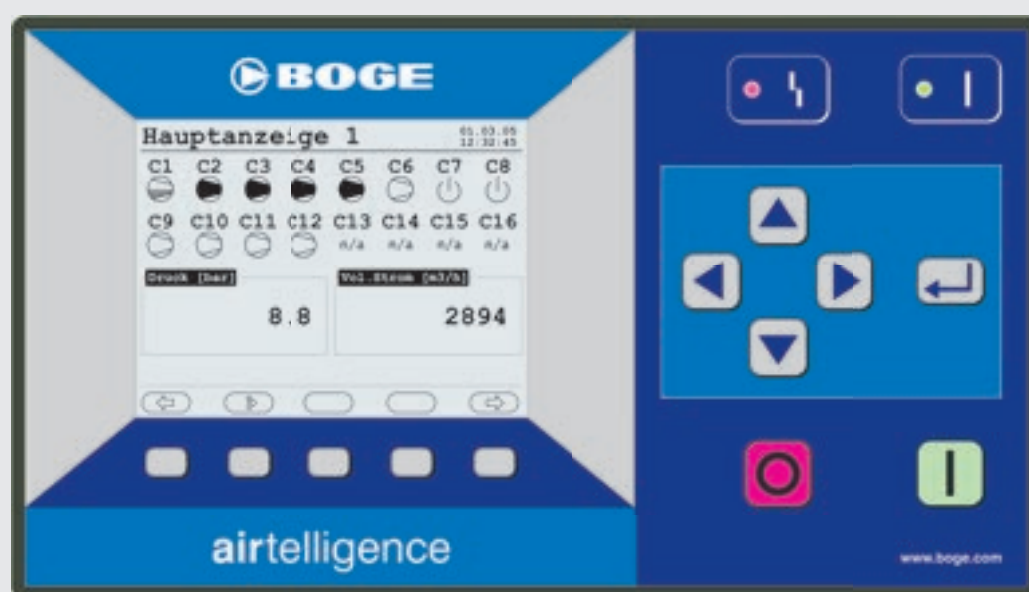 BOGE
Hauptanzeige 1
01.03.05
12:32:45
C1 C2 C3 C4 C5 C6 C7 C8
C9 C10 C11 C12 C13 C14 C15 C16
n/a n/a n/a n/a
Druck [bar] Vol.Strom [m3/h]
8.8 2894
airtelligence
www.boge.com